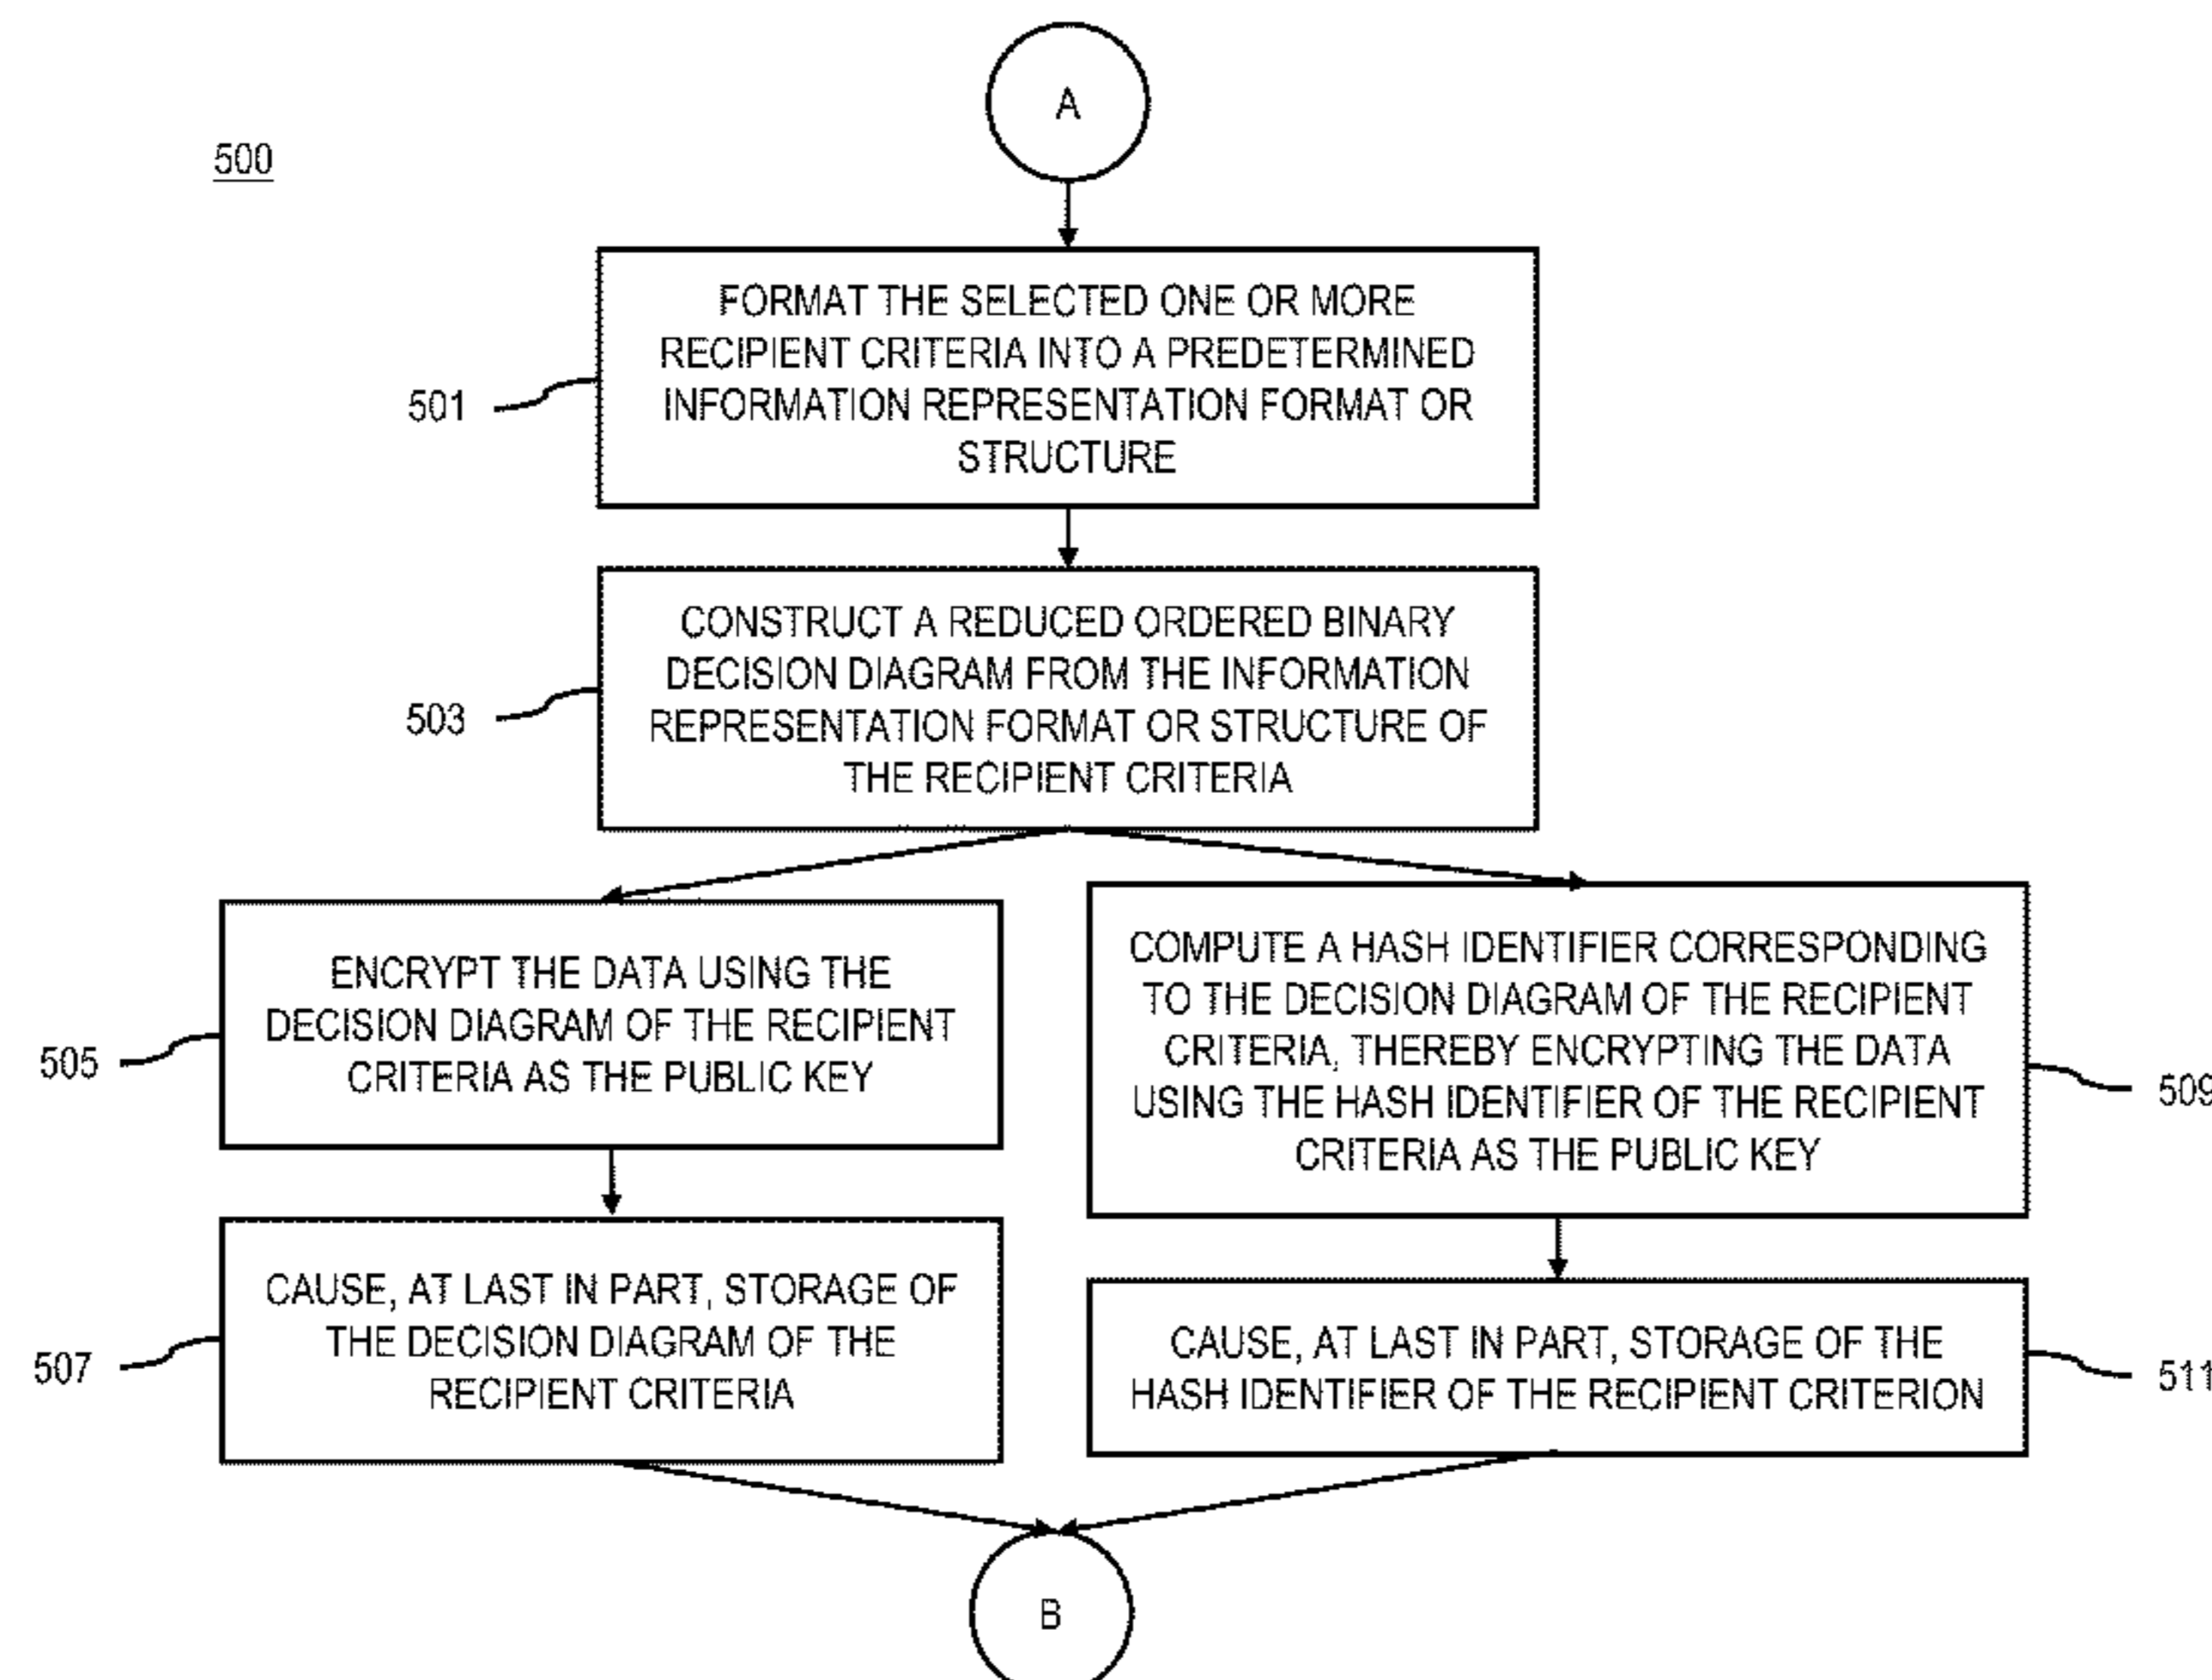 A
500
FORMAT THE SELECTED ONE OR MORE
RECIPIENT CRITERIA INTO A PREDETERMINED
INFORMATION REPRESENTATION FORMAT OR
STRUCTURE
501
CONSTRUCT A REDUCED ORDERED BINARY
DECISION DIAGRAM FROM THE INFORMATION
REPRESENTATION FORMAT OR STRUCTURE OF
THE RECIPIENT CRITERIA
503
ENCRYPT THE DATA USING THE
DECISION DIAGRAM OF THE RECIPIENT
CRITERIA AS THE PUBLIC KEY
505
COMPUTE A HASH IDENTIFIER CORRESPONDING
TO THE DECISION DIAGRAM OF THE RECIPIENT
CRITERIA, THEREBY ENCRYPTING THE DATA
USING THE HASH IDENTIFIER OF THE RECIPIENT
CRITERIA AS THE PUBLIC KEY
509
CAUSE, AT LAST IN PART, STORAGE OF
THE DECISION DIAGRAM OF THE
RECIPIENT CRITERIA
507
CAUSE, AT LAST IN PART, STORAGE OF THE
HASH IDENTIFIER OF THE RECIPIENT CRITERION
511
B